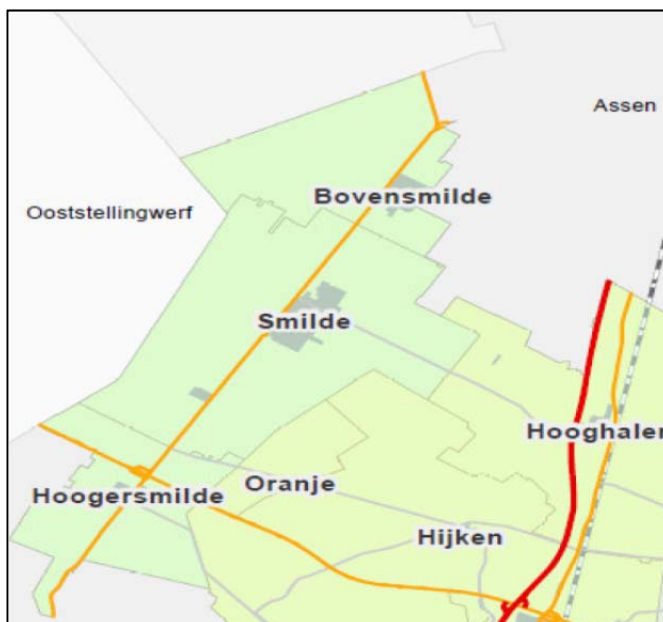 Assen
Bovensmilde
Ooststellingwerf
Smilde
Hooghalen
Oranje
Hoogersmilde
Hijken